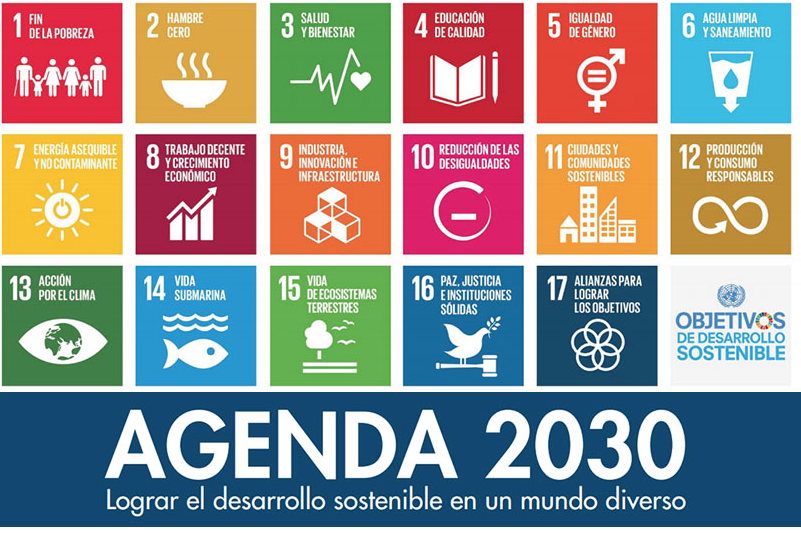 1 FIN
DE LA POBREZA
2 HAMBRE
CERO
3 SALUD
Y BIENESTAR
4 EDUCACIÓN
DE CALIDAD
5 IGUALDAD
DE GÉNERO
6 AGUA LIMPIA
Y SANEAMIENTO
7 ENERGÍA ASEQUIBLE
Y NO CONTAMINANTE
8 TRABAJO DECENTE
Y CRECIMIENTO
ECONÓMICO
9 INDUSTRIA,
INNOVACIÓN E
INFRAESTRUCTURA
10 REDUCCIÓN DE LAS
DESIGUALDADES
11 CIUDADES Y
COMUNIDADES
SOSTENIBLES
12 PRODUCCIÓN
Y CONSUMO
RESPONSABLES
13 ACCIÓN
POR EL CLIMA
14 VIDA
SUBMARINA
15 VIDA
DE ECOSISTEMAS
TERRESTRES
16 PAZ, JUSTICIA
E INSTITUCIONES
SÓLIDAS
17 ALIANZAS PARA
LOGRAR
LOS OBJETIVOS
OBJETIVOS
DE DESARROLLO
SOSTENIBLE
AGENDA 2030
Lograr el desarrollo sostenible en un mundo diverso